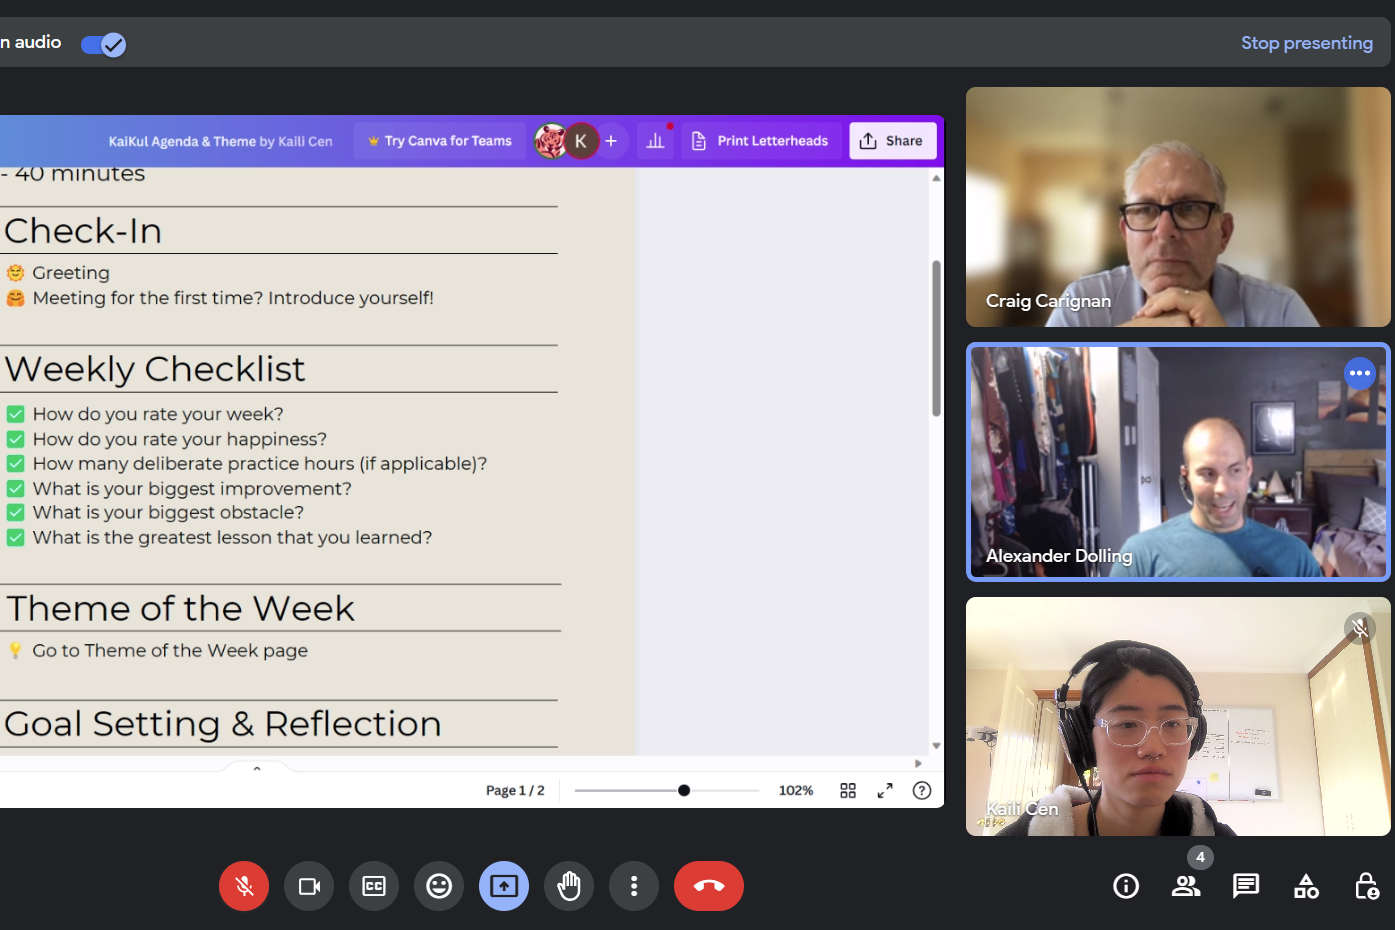 n audio
Stop presenting
KaiKul Agenda & Theme by Kaili Cen
Try Canva for Teams
K
+
Print Letterheads
Share
- 40 minutes
Check-In
Greeting
Meeting for the first time? Introduce yourself!
Weekly Checklist
How do you rate your week?
How do you rate your happiness?
How many deliberate practice hours (if applicable)?
What is your biggest improvement?
What is your biggest obstacle?
What is the greatest lesson that you learned?
Theme of the Week
Go to Theme of the Week page
Goal Setting & Reflection
Page 1 / 2
102%
?
Craig Carignan
Alexander Dolling
Kaili Cen
CC
4